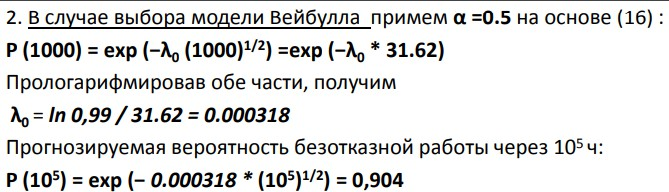 2. В случае выбора модели Вейбулла примем α =0.5 на основе (16) :
P (1000) = exp (−λ₀ (1000)¹/²) =exp (−λ₀ * 31.62)
Прологарифмировав обе части, получим
λ₀ = ln 0,99 / 31.62 = 0.000318
Прогнозируемая вероятность безотказной работы через 10⁵ ч:
P (10⁵) = exp (− 0.000318 * (10⁵)¹/²) = 0,904